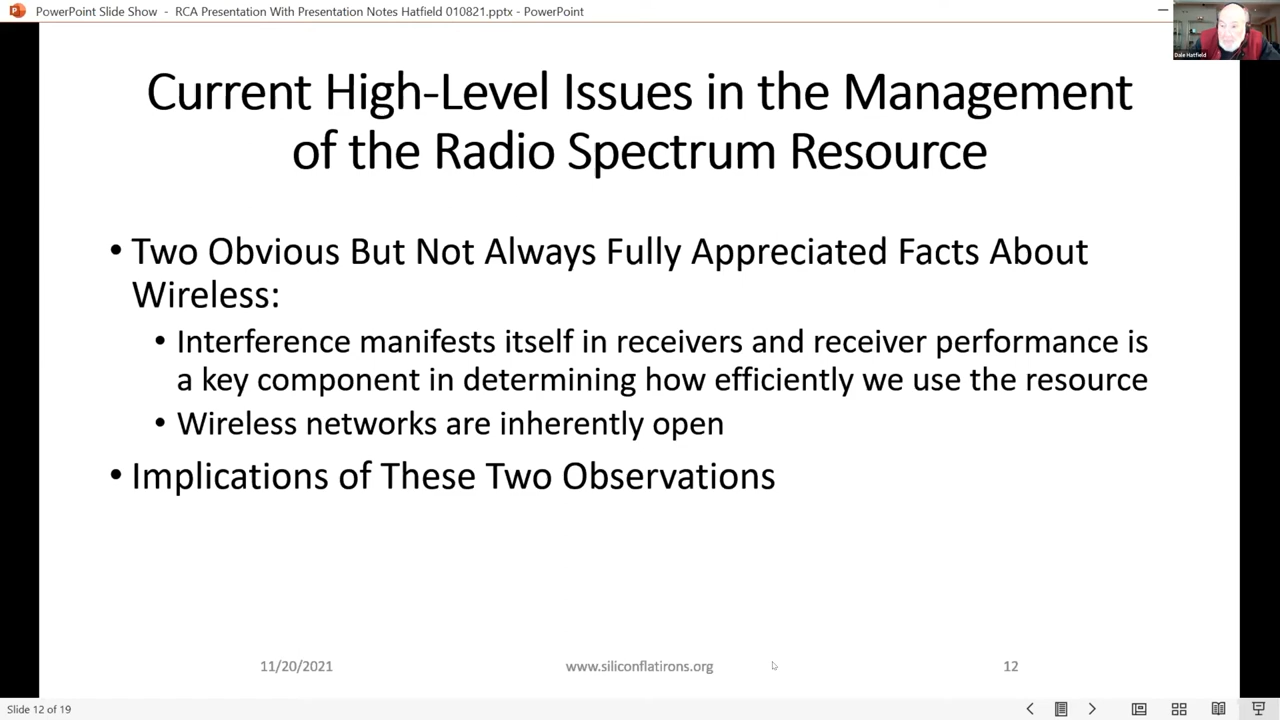 PowerPoint Slide Show - RCA Presentation With Presentation Notes Hatfield 010821.pptx - PowerPoint
Dale Hatfield
Current High-Level Issues in the Management
of the Radio Spectrum Resource
• Two Obvious But Not Always Fully Appreciated Facts About
Wireless:
• Interference manifests itself in receivers and receiver performance is
a key component in determining how efficiently we use the resource
• Wireless networks are inherently open
• Implications of These Two Observations
11/20/2021
www.siliconflatirons.org
12
Slide 12 of 19